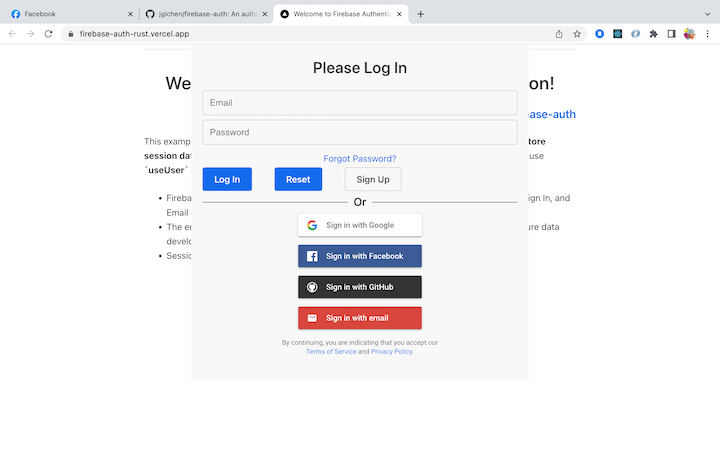 Facebook
jglchen/firebase-auth: An auth
Welcome to Firebase Authentic
firebase-auth-rust.vercel.app
Please Log In
We
on!
Email
ase-auth
Password
This examp
tore
session dat
use
Forgot Password?
`useUser`
Log In
Reset
Sign Up
Fireba
ign In, and
Or
Email
Sign in with Google
The en
ure data
develo
Sessio
Sign in with Facebook
Sign in with GitHub
Sign in with email
By continuing, you are indicating that you accept our
Terms of Service and Privacy Policy.